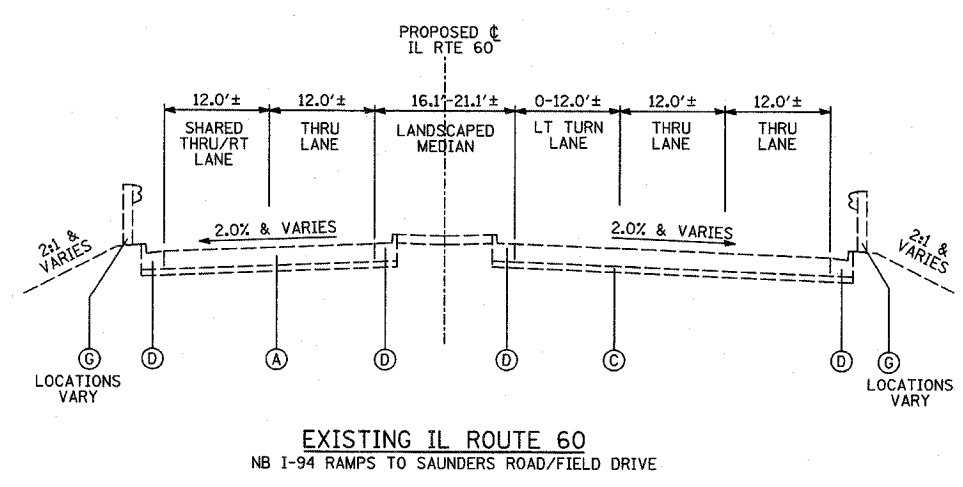 PROPOSED ℄
IL RTE 60
12.0'±
12.0'±
16.1'-21.1'±
0-12.0'±
12.0'±
12.0'±
SHARED
THRU/RT
LANE
THRU
LANE
LANDSCAPED
MEDIAN
LT TURN
LANE
THRU
LANE
THRU
LANE
2:1 &
VARIES
2.0% & VARIES
2.0% & VARIES
2:1 &
VARIES
G
D
A
D
D
C
D
G
LOCATIONS
VARY
LOCATIONS
VARY
EXISTING IL ROUTE 60
NB I-94 RAMPS TO SAUNDERS ROAD/FIELD DRIVE